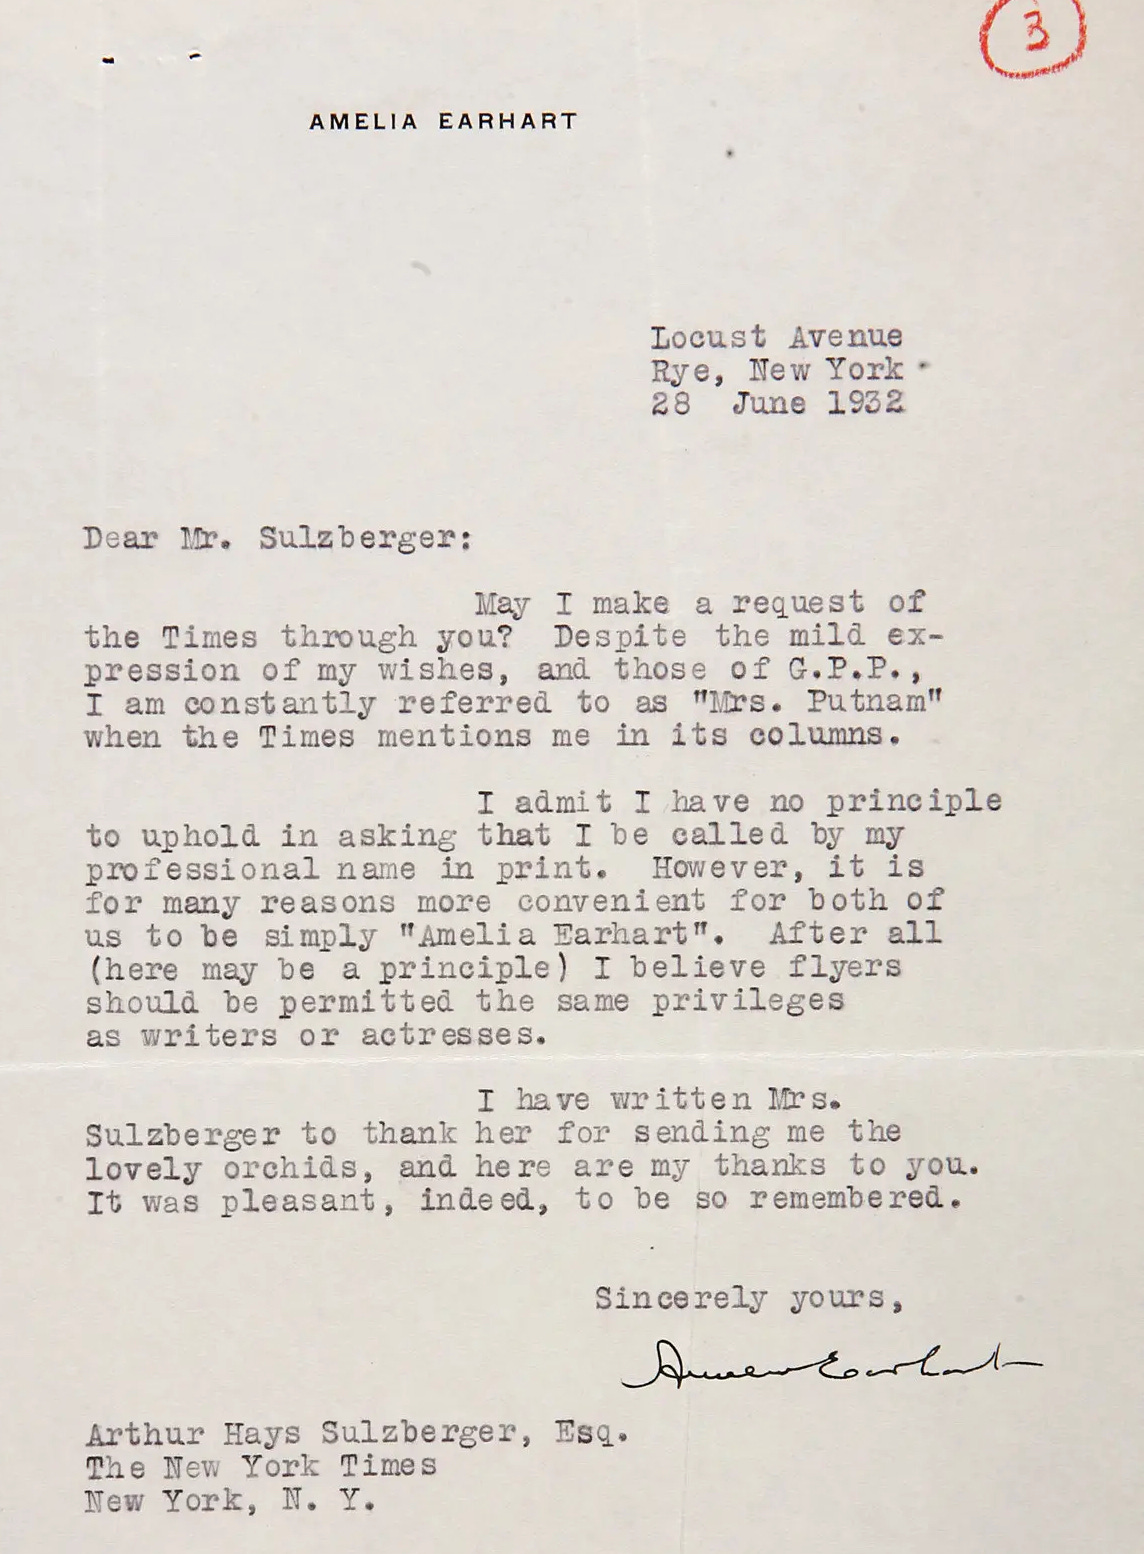 3
AMELIA EARHART
Locust Avenue
Rye, New York
28 June 1932
Dear Mr. Sulzberger:
May I make a request of
the Times through you? Despite the mild ex-
pression of my wishes, and those of G.P.P.,
I am constantly referred to as "Mrs. Putnam"
when the Times mentions me in its columns.
I admit I have no principle
to uphold in asking that I be called by my
professional name in print. However, it is
for many reasons more convenient for both of
us to be simply "Amelia Earhart". After all
(here may be a principle) I believe flyers
should be permitted the same privileges
as writers or actresses.
I have written Mrs.
Sulzberger to thank her for sending me the
lovely orchids, and here are my thanks to you.
It was pleasant, indeed, to be so remembered.
Sincerely yours,
Amelia Earhart
Arthur Hays Sulzberger, Esq.
The New York Times
New York, N. Y.